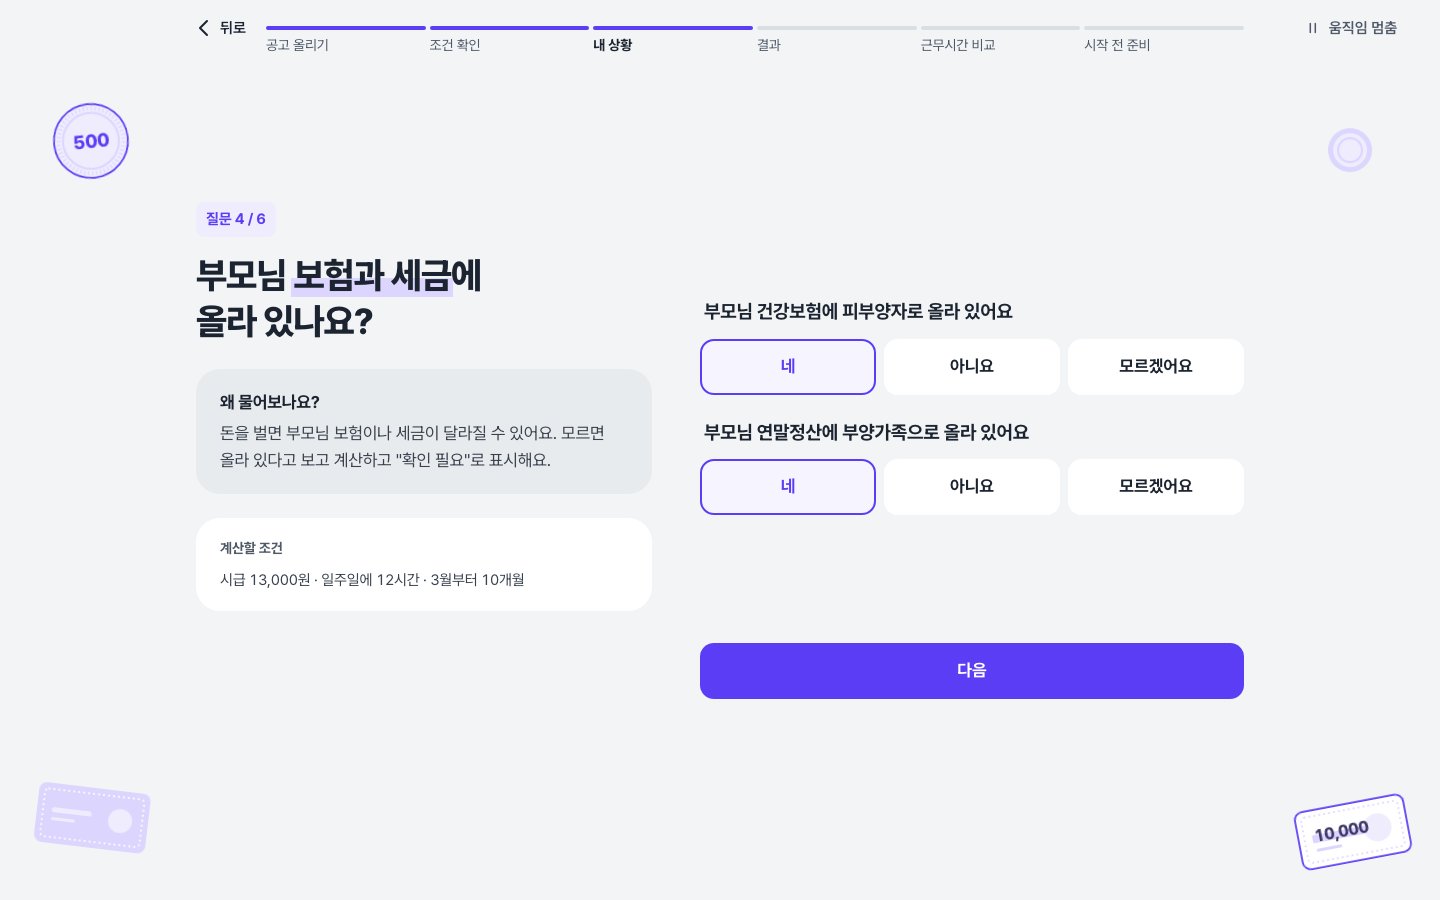 뒤로
공고 올리기
조건 확인
내 상황
결과
근무시간 비교
시작 전 준비
움직임 멈춤
500
질문 4 / 6
부모님 보험과 세금에
올라 있나요?
왜 물어보나요?
돈을 벌면 부모님 보험이나 세금이 달라질 수 있어요. 모르면
올라 있다고 보고 계산하고 "확인 필요"로 표시해요.
계산할 조건
시급 13,000원 · 일주일에 12시간 · 3월부터 10개월
부모님 건강보험에 피부양자로 올라 있어요
네
아니요
모르겠어요
부모님 연말정산에 부양가족으로 올라 있어요
네
아니요
모르겠어요
다음
10,000